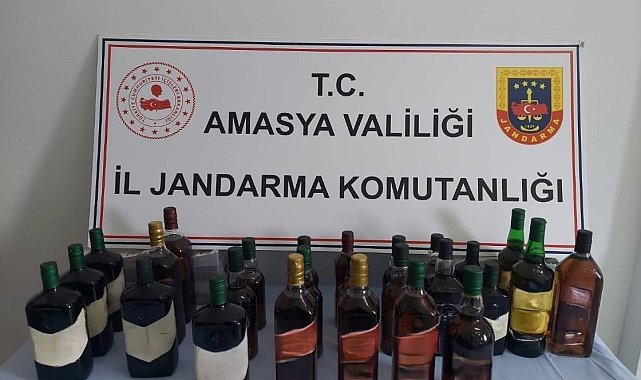 T.C.
AMASYA VALİLİĞİ
İL JANDARMA KOMUTANLIĞI
JANDARMA